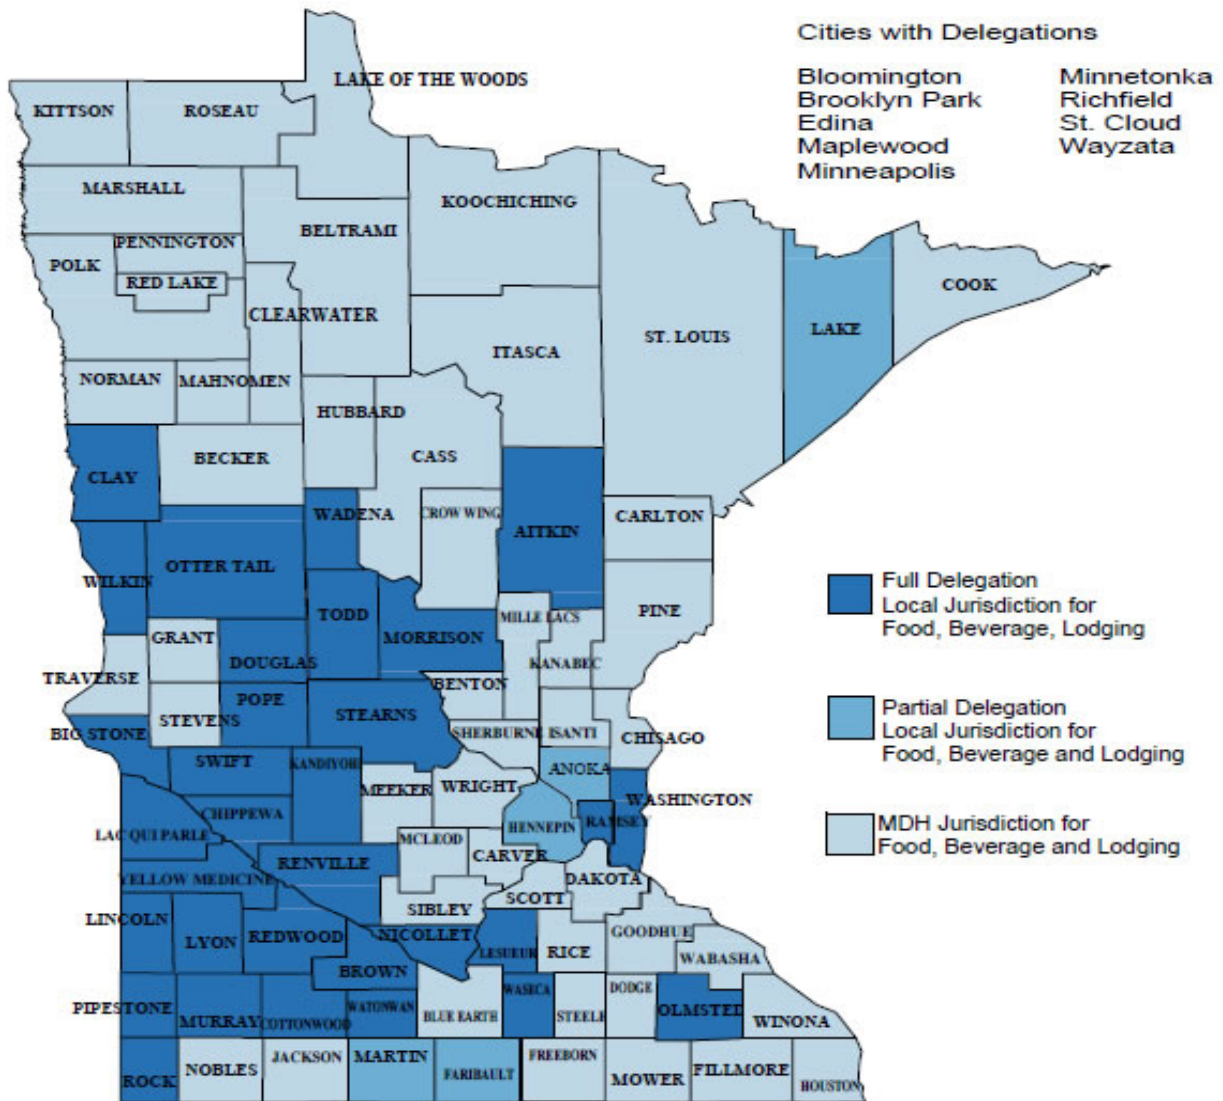 Cities with Delegations
Bloomington
Brooklyn Park
Edina
Maplewood
Minneapolis
Minnetonka
Richfield
St. Cloud
Wayzata
LAKE OF THE WOODS
KITTSON
ROSEAU
MARSHALL
KOOCHICHING
BELTRAMI
PENNINGTON
POLK
RED LAKE
COOK
CLEARWATER
LAKE
ST. LOUIS
ITASCA
NORMAN
MAHNOMEN
HUBBARD
BECKER
CASS
CLAY
WADENA
CROW WING
CARLTON
AITKIN
OTTER TAIL
WILKIN
Full Delegation
Local Jurisdiction for
Food, Beverage, Lodging
TODD
PINE
MILLE LACS
GRANT
MORRISON
DOUGLAS
KANABEC
TRAVERSE
BENTON
POPE
STEARNS
STEVENS
BIG STONE
SHERBURNE
ISANTI
CHISAGO
Partial Delegation
Local Jurisdiction for
Food, Beverage and Lodging
SWIFT
KANDIYOHI
ANOKA
MEEKER
WRIGHT
WASHINGTON
CHIPPEWA
LAC QUI PARLE
HENNEPIN
RAMSEY
MDH Jurisdiction for
Food, Beverage and Lodging
MCLEOD
CARVER
RENVILLE
YELLOW MEDICINE
DAKOTA
SCOTT
SIBLEY
LINCOLN
LYON
REDWOOD
NICOLLET
GOODHUE
LESUEUR
RICE
WABASHA
BROWN
WASECA
DODGE
PIPESTONE
MURRAY
COTTONWOOD
WATONWAN
BLUE EARTH
STEELE
OLMSTED
WINONA
ROCK
NOBLES
JACKSON
MARTIN
FARIBAULT
FREEBORN
MOWER
FILLMORE
HOUSTON